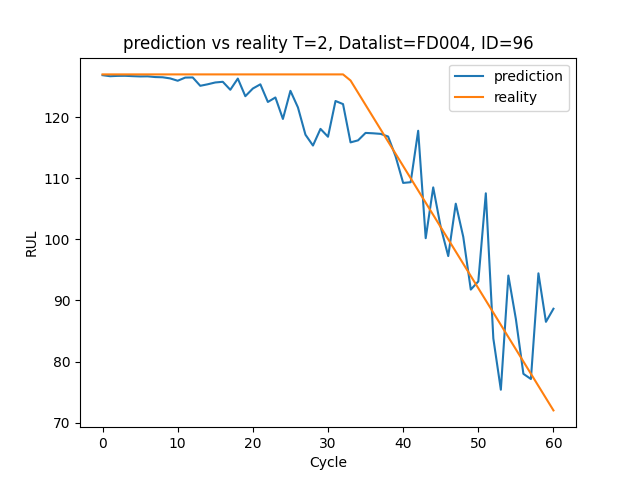 prediction vs reality T=2, Datalist=FD004, ID=96
prediction
reality
120
110
100
90
80
70
RUL
0 10 20 30 40 50 60
Cycle